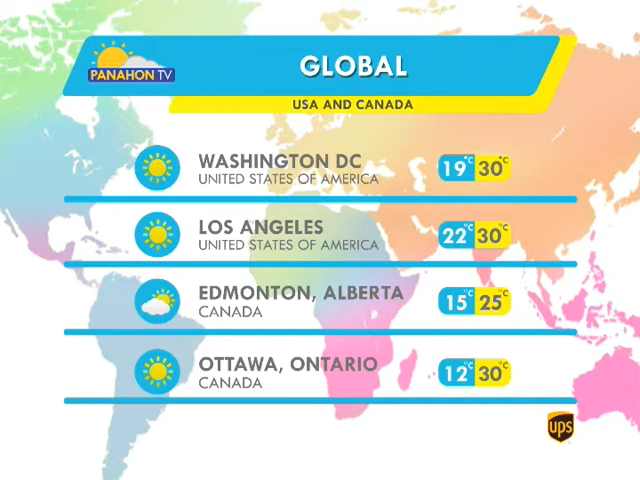 PANAHON TV
GLOBAL
USA AND CANADA
WASHINGTON DC
UNITED STATES OF AMERICA
19°C 30°C
LOS ANGELES
UNITED STATES OF AMERICA
22°C 30°C
EDMONTON, ALBERTA
CANADA
15°C 25°C
OTTAWA, ONTARIO
CANADA
12°C 30°C
ups